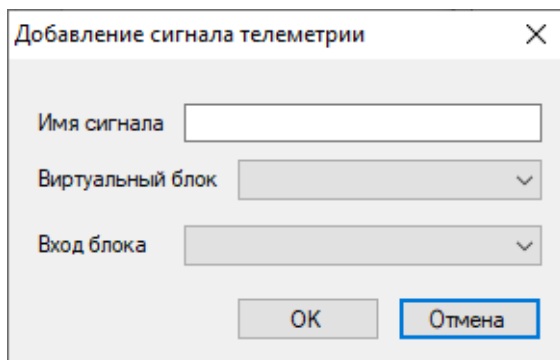 Добавление сигнала телеметрии
Имя сигнала
Виртуальный блок
Вход блока
OK Отмена